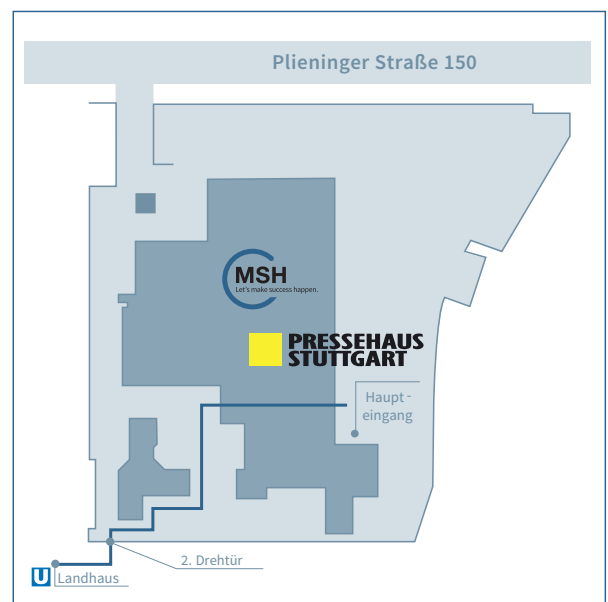 Plieninger Straße 150
MSH
Let's make success happen.
PRESSEHAUS
STUTTGART
Haupt-
eingang
2. Drehtür
U Landhaus